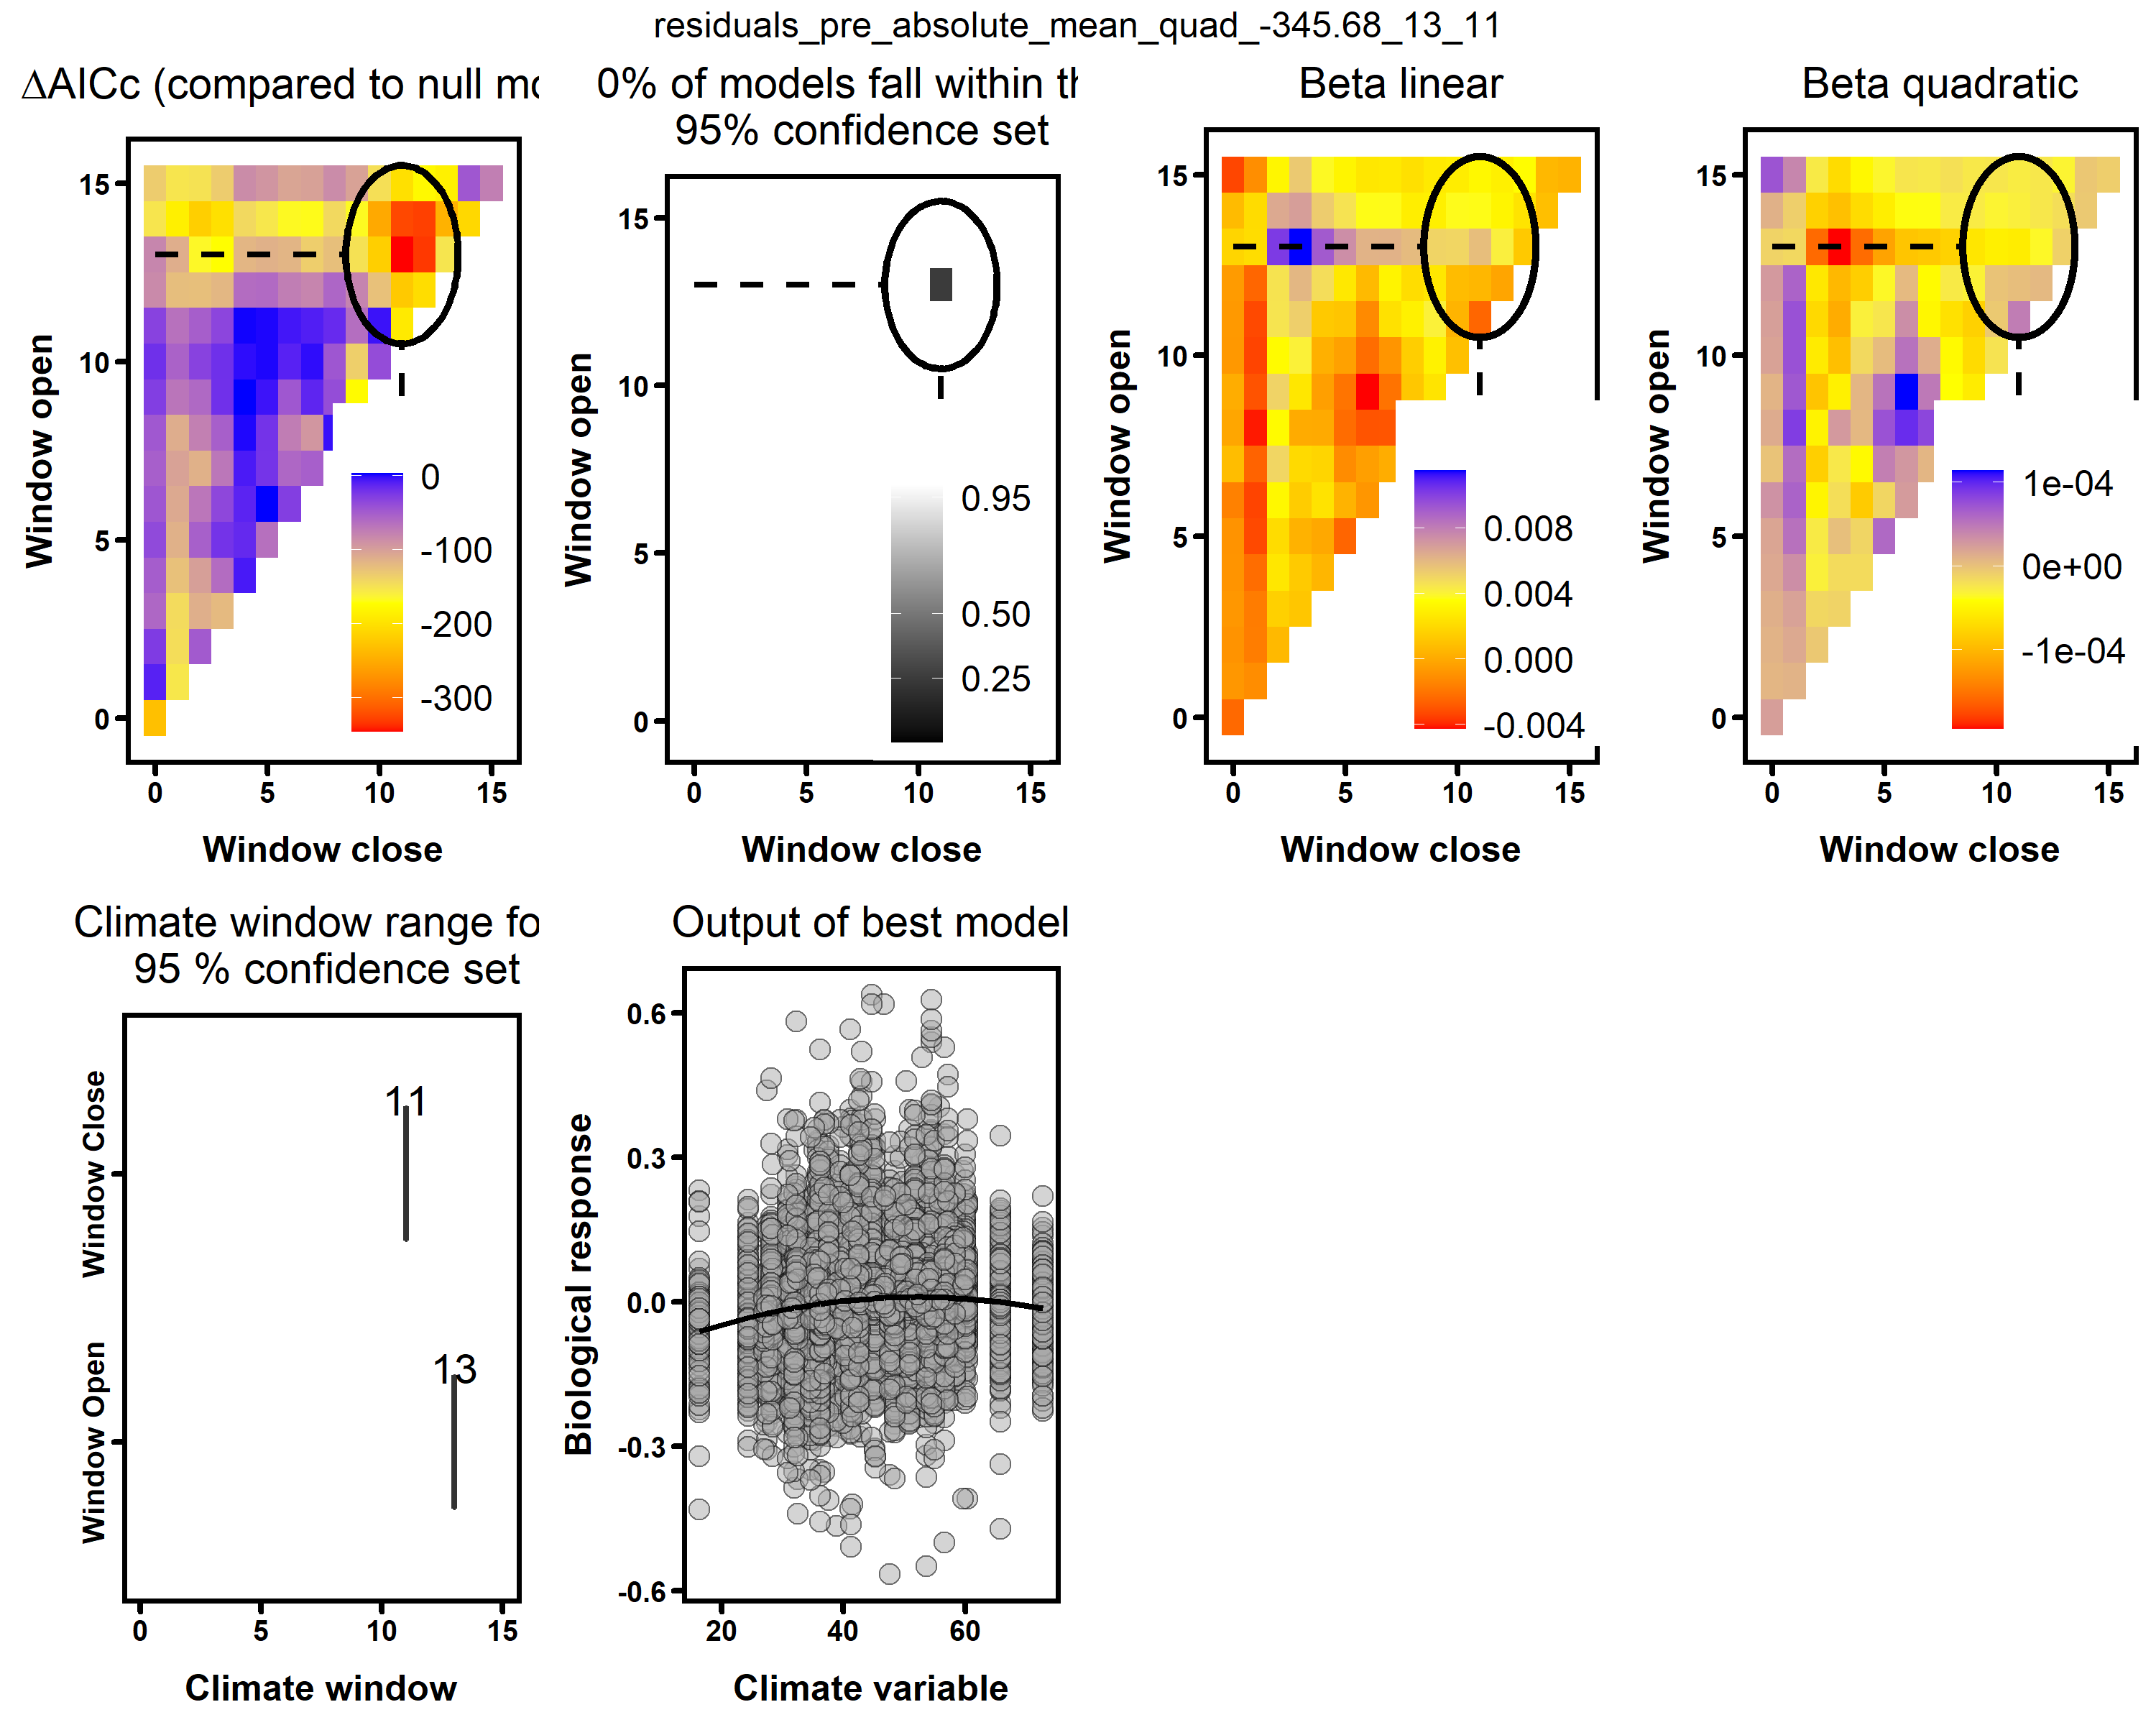 residuals_pre_absolute_mean_quad_-345.68_13_11
ΔAICc (compared to null mo
Window open
15
10
5
0
0
-100
-200
-300
0 5 10 15
Window close
0% of models fall within th
95% confidence set
Window open
15
10
5
0
0.95
0.50
0.25
0 5 10 15
Window close
Beta linear
Window open
15
10
5
0
0.008
0.004
0.000
-0.004
0 5 10 15
Window close
Beta quadratic
Window open
15
10
5
0
1e-04
0e+00
-1e-04
0 5 10 15
Window close
Climate window range fo
95 % confidence set
Window Close
Window Open
11
13
0 5 10 15
Climate window
Output of best model
Biological response
0.6
0.3
0.0
-0.3
-0.6
20 40 60
Climate variable